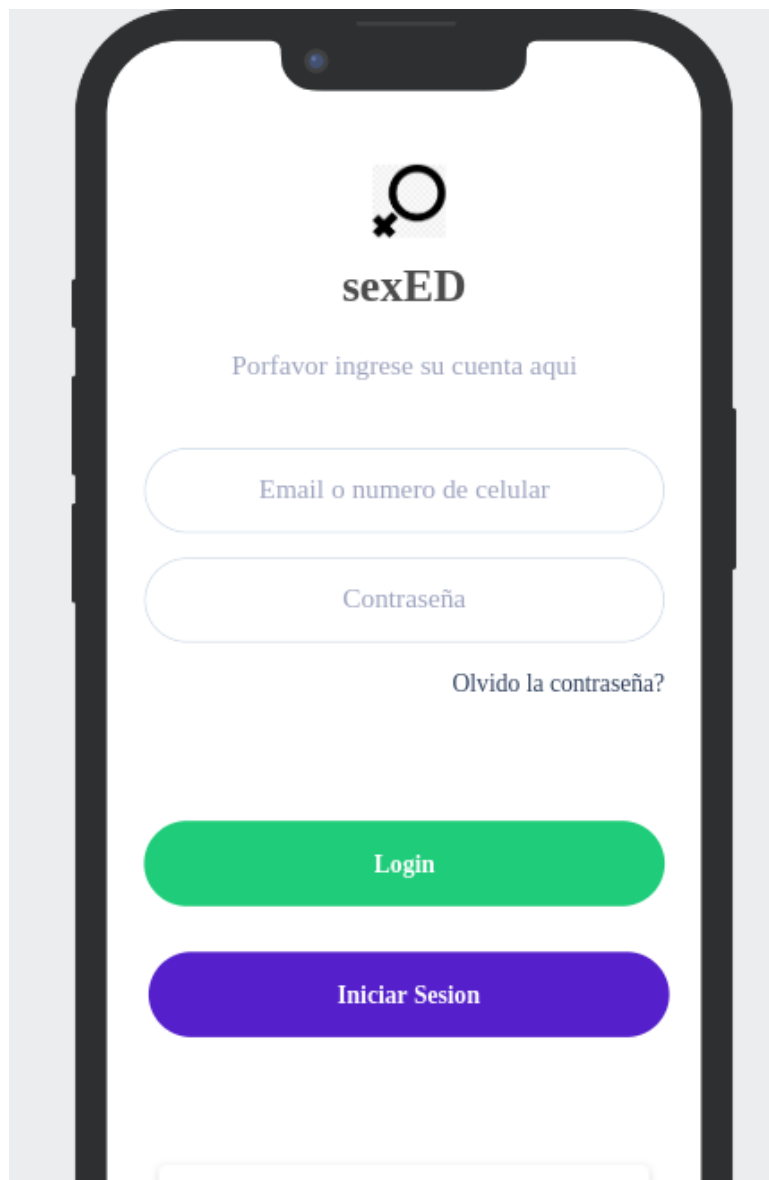 sexED
Porfavor ingrese su cuenta aqui
Email o numero de celular
Contraseña
Olvido la contraseña?
Login
Iniciar Sesion